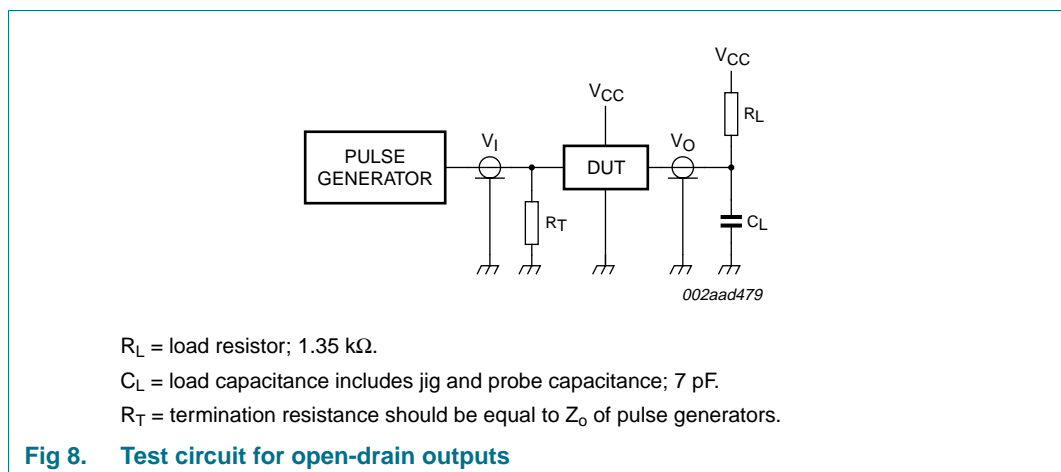 VCC
RL
VCC
VI
VO
PULSE
GENERATOR
DUT
RT
CL
002aad479
RL = load resistor; 1.35 kΩ.
CL = load capacitance includes jig and probe capacitance; 7 pF.
RT = termination resistance should be equal to Zo of pulse generators.
Fig 8. Test circuit for open-drain outputs